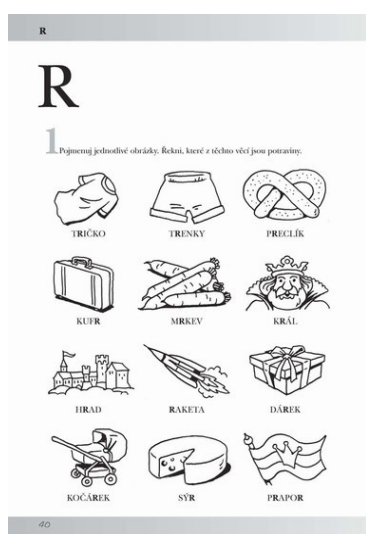 R
R
1 Pojmenuj jednotlivé obrázky. Řekni, které z těchto věcí jsou potraviny.
TRIČKO TRENKY PRECLÍK
KUFR MRKEV KRÁL
HRAD RAKETA DÁREK
KOČÁREK SÝR PRAPOR
40